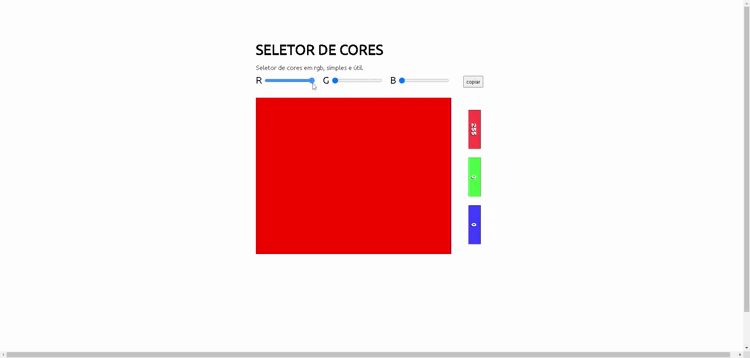 SELETOR DE CORES
Seletor de cores em rgb, simples e útil.
R G B copiar
255
0
0